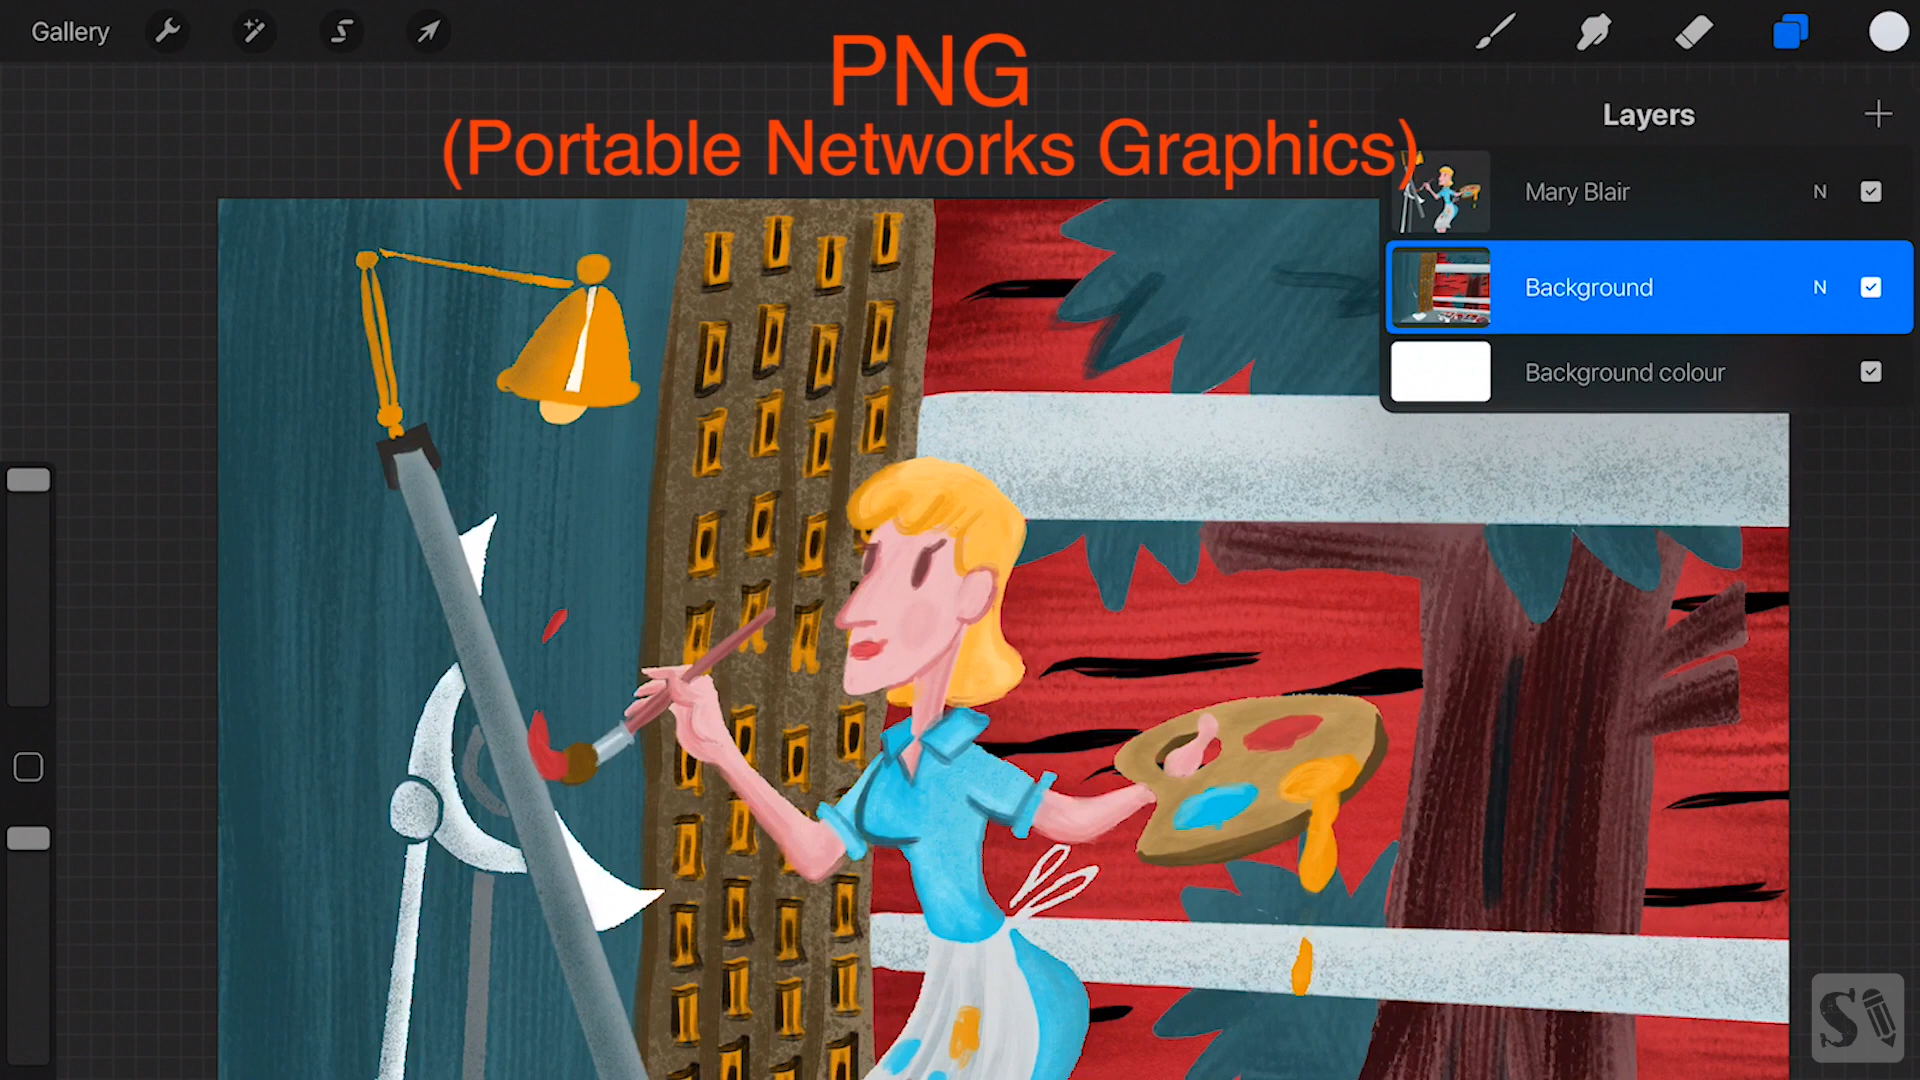 Gallery
PNG
(Portable Networks Graphics)
Layers
Mary Blair N
Background N
Background colour
S